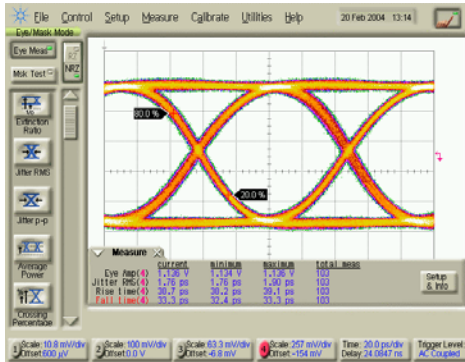 File Control Setup Measure Calibrate Utilities Help 20 Feb 2004 13:14
Eye/Mask Mode
Eye Meas
NRZ
Msk Test
80.0 %
Extinction
Ratio
Jitter RMS
20.0 %
Jitter p-p
Average
Power
Measure
current minimum maximum total meas
Eye Amp(4) 1.136 V 1.134 V 1.136 V 103
Jitter RMS(4) 1.76 ps 1.76 ps 1.90 ps 103
Rise time(4) 38.7 ps 38.2 ps 39.1 ps 103
Fall time(4) 33.3 ps 32.4 ps 33.3 ps 103
Setup
& Info
Crossing
Percentage
1 Scale: 10.8 mV/div 2 Scale: 100 mV/div 3 Scale: 63.3 mV/div 4 Scale: 257 mV/div Time: 20.0 ps/div Trigger Level
Offset: 600 µV Offset: 0.0 V Offset: -6.8 mV Offset: -154 mV Delay: 24.0847 ns AC Coupled